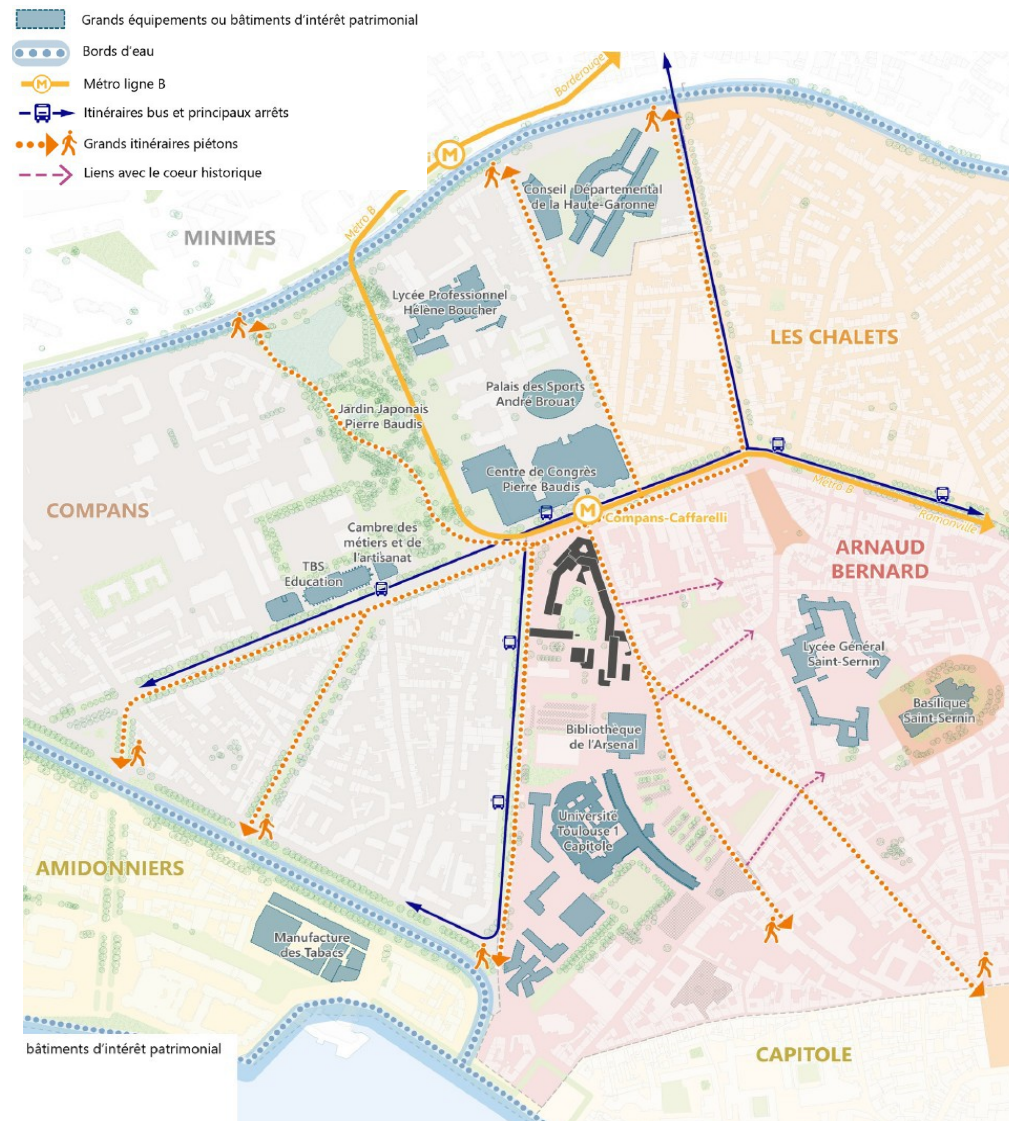 Grands équipements ou bâtiments d'intérêt patrimonial
Bords d'eau
M
Métro ligne B
Itinéraires bus et principaux arrêts
Grands itinéraires piétons
Liens avec le coeur historique
Borderouge
M
i
Métro B
MINIMES
Conseil Départemental
de la Haute-Garonne
Lycée Professionnel
Hélène Boucher
LES CHALETS
Palais des Sports
André Brouat
Jardin Japonais
Pierre Baudis
Centre de Congrès
Pierre Baudis
COMPANS
M
Compans-Caffarelli
Métro B
Ramonville
Cambre des
métiers et de
l'artisanat
TBS
Education
ARNAUD
BERNARD
Lycée Général
Saint-Sernin
Basilique
Saint-Sernin
Bibliothèque
de l'Arsenal
Université
Toulouse 1
Capitole
AMIDONNIERS
Manufacture
des Tabacs
bâtiments d'intérêt patrimonial
CAPITOLE